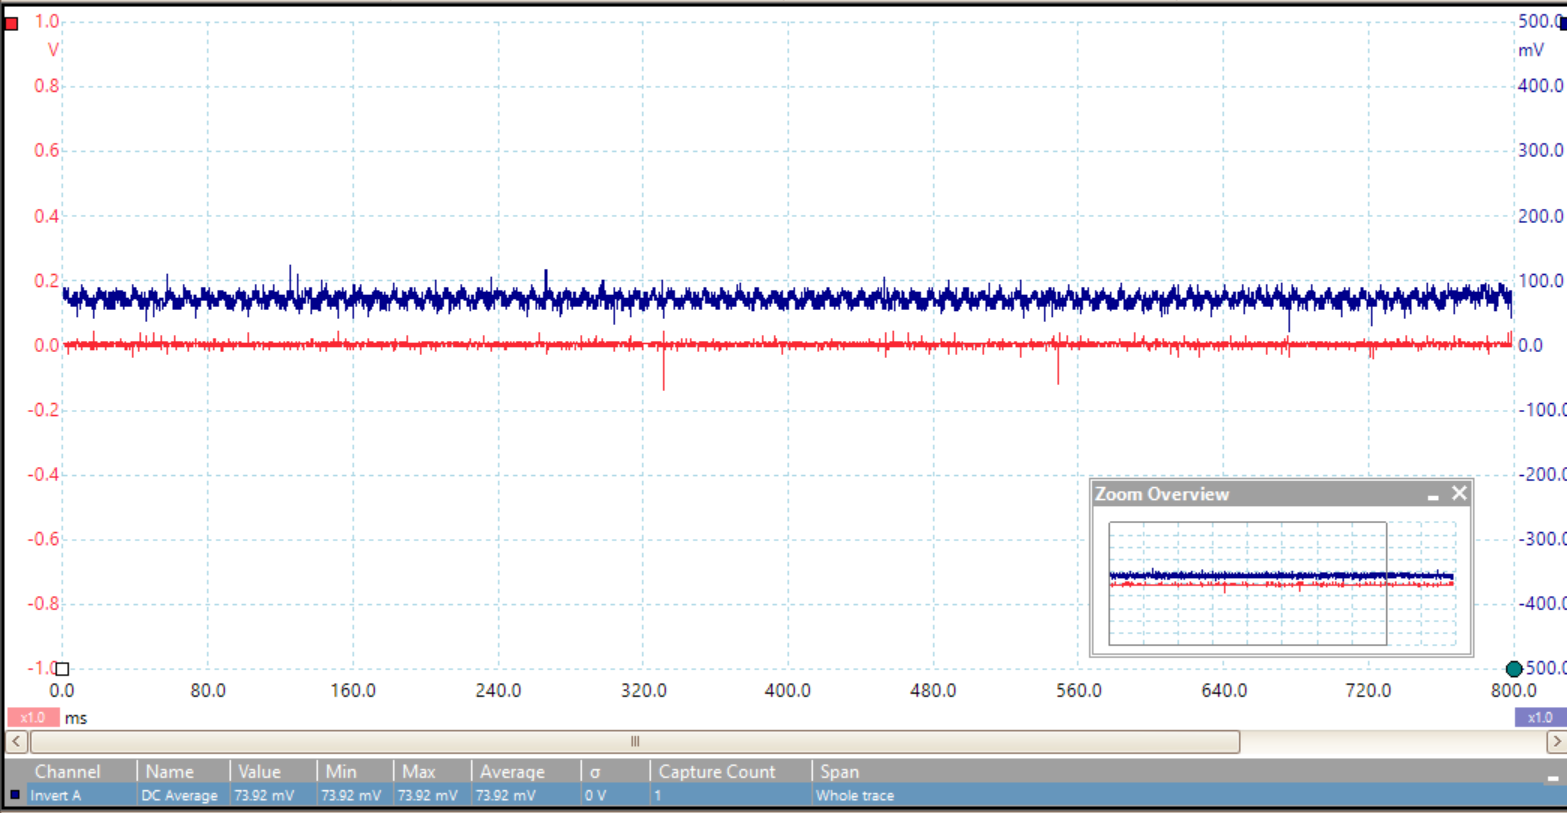 1.0 500.0
V mV
0.8 400.0
0.6 300.0
0.4 200.0
0.2 100.0
0.0 0.0
-0.2 -100.0
-0.4 -200.0
Zoom Overview
-0.6 -300.0
-0.8 -400.0
-1.0 500.0
0.0 80.0 160.0 240.0 320.0 400.0 480.0 560.0 640.0 720.0 800.0
x1.0 ms x1.0
Channel Name Value Min Max Average σ Capture Count Span
Invert A DC Average 73.92 mV 73.92 mV 73.92 mV 73.92 mV 0 V 1 Whole trace